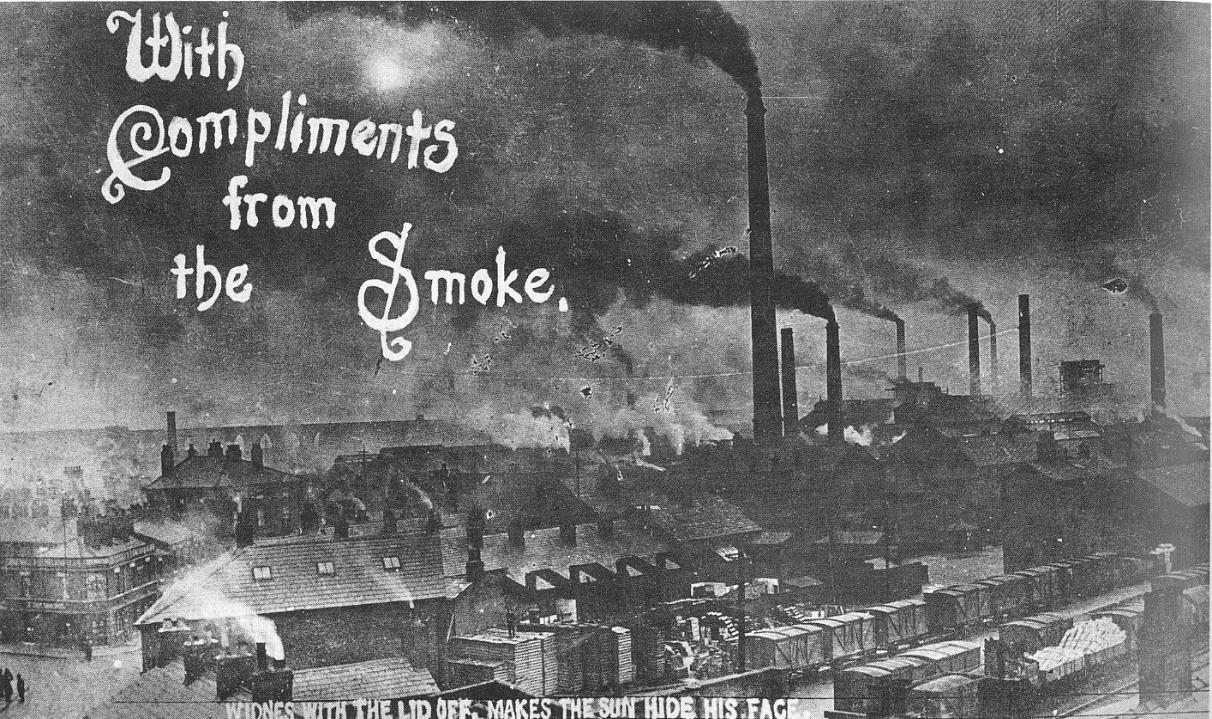 With
Compliments
from
the Smoke.
WIDNES WITH THE LID OFF, MAKES THE SUN HIDE HIS FACE.